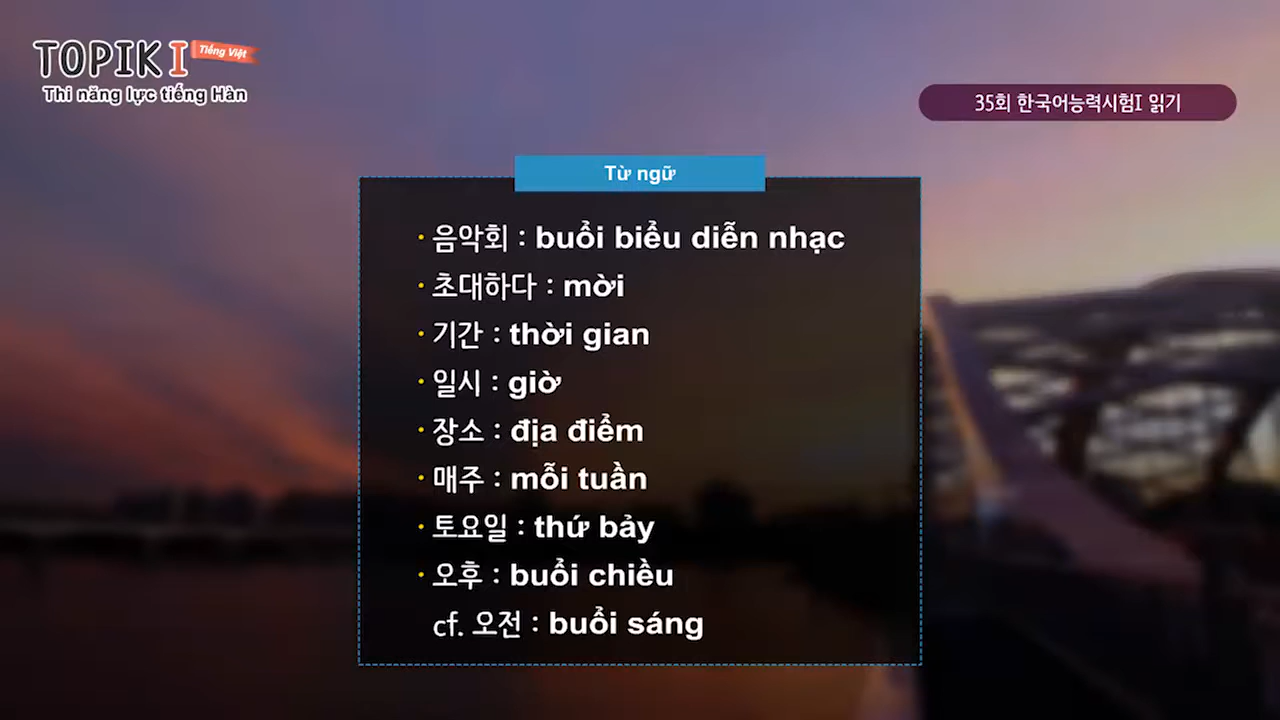 TOPIK I Tiếng Việt
Thi năng lực tiếng Hàn
35회 한국어능력시험I 읽기
Từ ngữ
· 음악회 : buổi biểu diễn nhạc
· 초대하다 : mời
· 기간 : thời gian
· 일시 : giờ
· 장소 : địa điểm
· 매주 : mỗi tuần
· 토요일 : thứ bảy
· 오후 : buổi chiều
cf. 오전 : buổi sáng